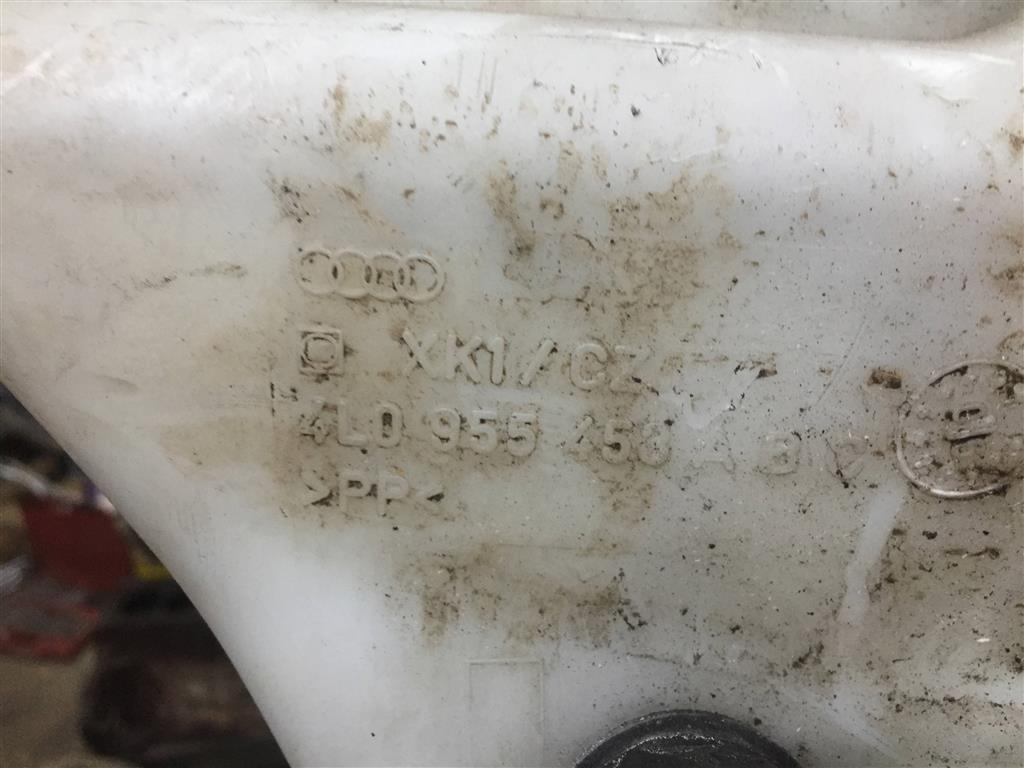 XK1/CZ
4L0 955 453 A
>PP<